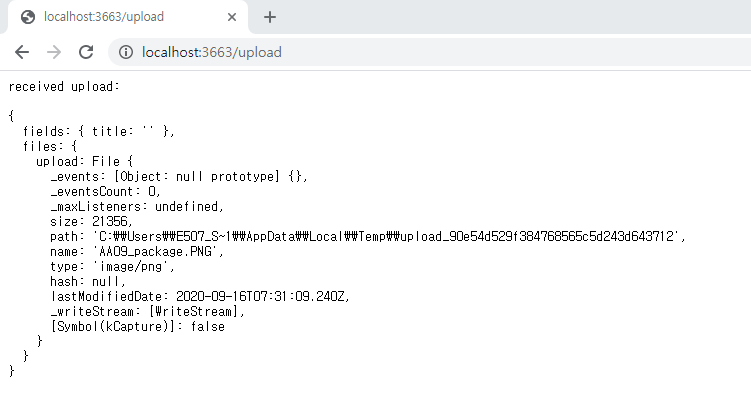 localhost:3663/upload
localhost:3663/upload
received upload:
{
  fields: { title: '' },
  files: {
    upload: File {
      _events: [Object: null prototype] {},
      _eventsCount: 0,
      _maxListeners: undefined,
      size: 21356,
      path: 'C:₩₩Users₩₩E507_S~1₩₩AppData₩₩Local₩₩Temp₩₩upload_90e54d529f384768565c5d243d643712',
      name: 'AA09_package.PNG',
      type: 'image/png',
      hash: null,
      lastModifiedDate: 2020-09-16T07:31:09.240Z,
      _writeStream: [WriteStream],
      [Symbol(kCapture)]: false
    }
  }
}